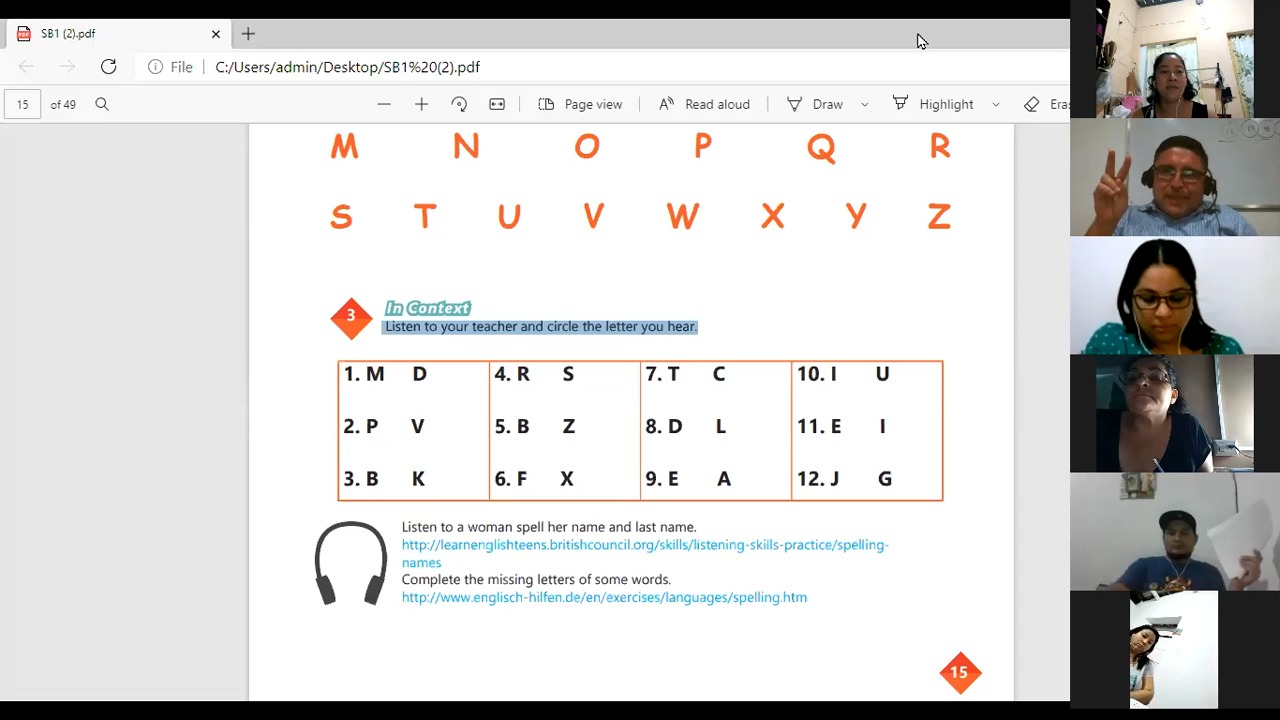 SB1 (2).pdf
File C:/Users/admin/Desktop/SB1%20(2).pdf
15 of 49 Page view Read aloud Draw Highlight Eras
M N O P Q R
S T U V W X Y Z
3 In Context
Listen to your teacher and circle the letter you hear.
1. M D 4. R S 7. T C 10. I U
2. P V 5. B Z 8. D L 11. E I
3. B K 6. F X 9. E A 12. J G
Listen to a woman spell her name and last name.
http://learnenglishteens.britishcouncil.org/skills/listening-skills-practice/spelling-
names
Complete the missing letters of some words.
http://www.englisch-hilfen.de/en/exercises/languages/spelling.htm
15